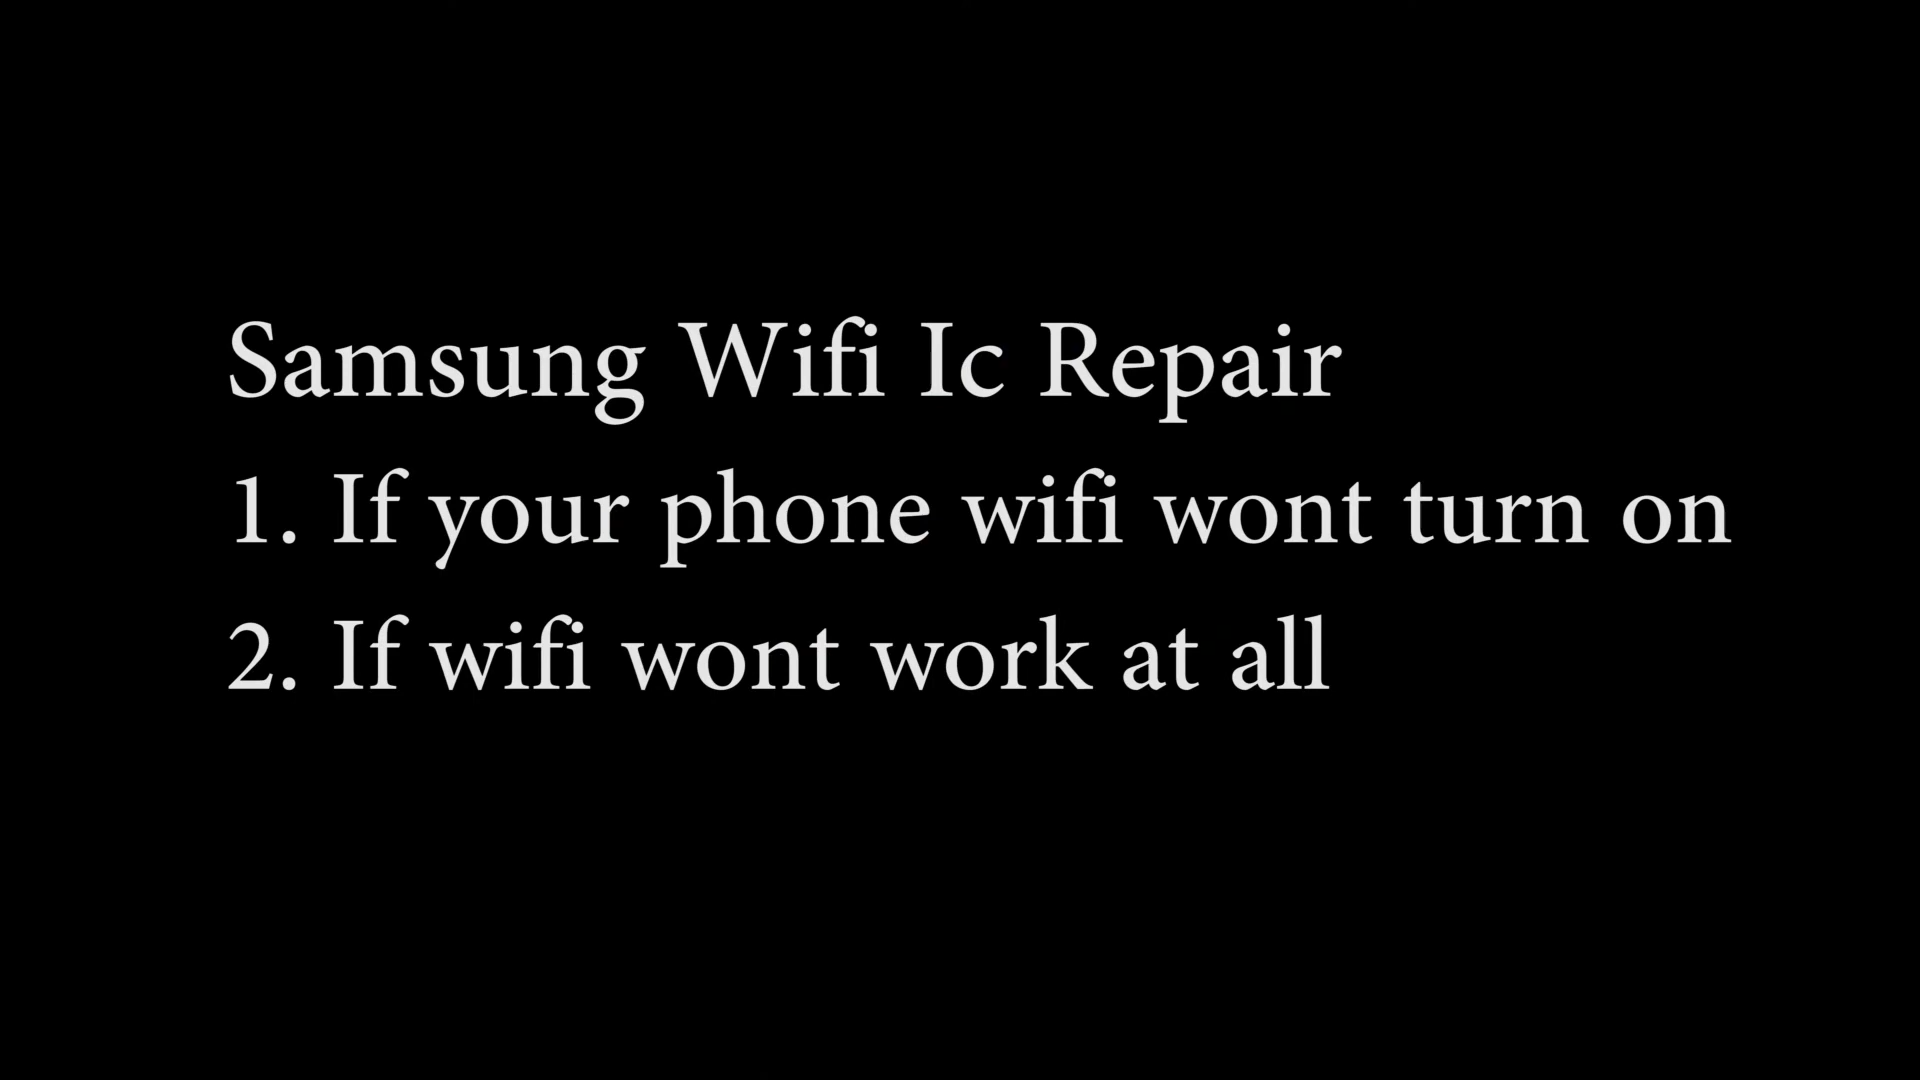 Samsung Wifi Ic Repair
1. If your phone wifi wont turn on
2. If wifi wont work at all